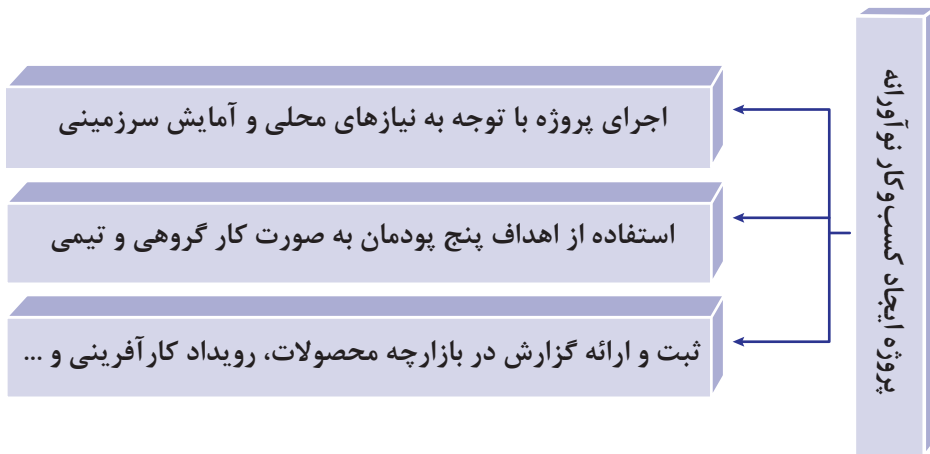 پروژه ایجاد کسب‌وکار نوآورانه
اجرای پروژه با توجه به نیازهای محلی و آمایش سرزمینی
استفاده از اهداف پنج پودمان به صورت کار گروهی و تیمی
ثبت و ارائه گزارش در بازارچه محصولات، رویداد کارآفرینی و ...